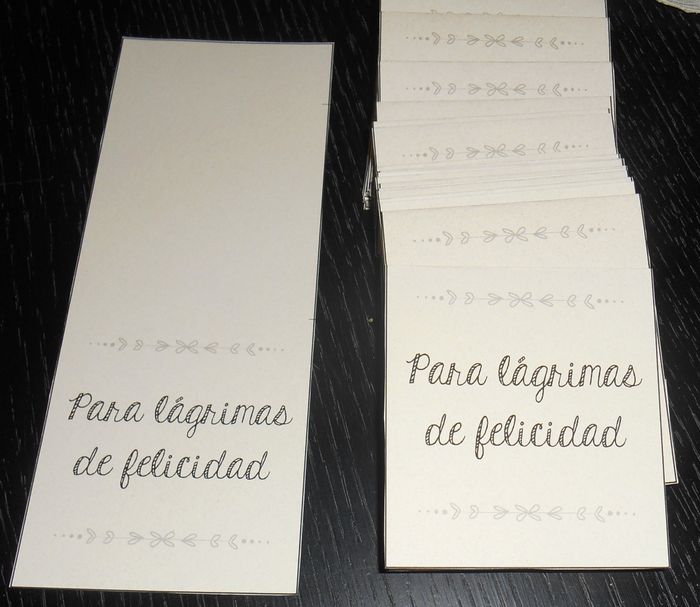 Para lágrimas
de felicidad
Para lágrimas
de felicidad